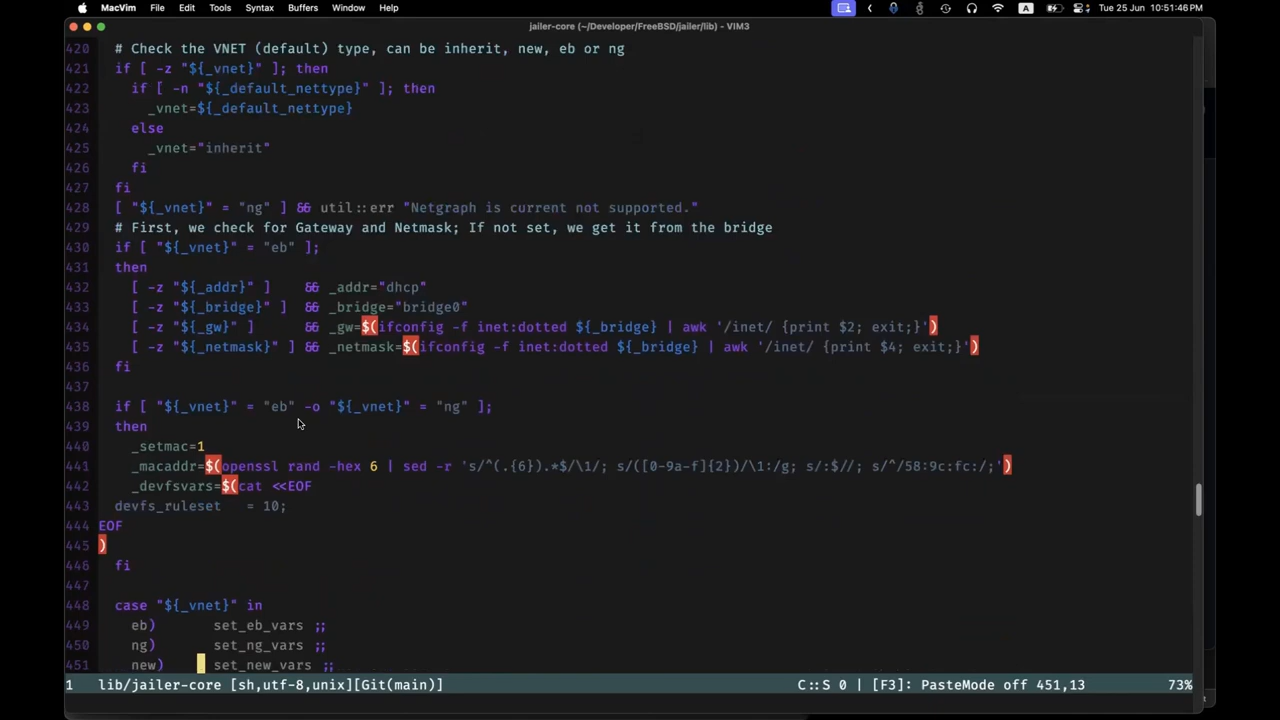 MacVim File Edit Tools Syntax Buffers Window Help A Tue 25 Jun 10:51:46 PM
jailer-core (~/Developer/FreeBSD/jailer/lib) - VIM3
420 # Check the VNET (default) type, can be inherit, new, eb or ng
421 if [ -z "${_vnet}" ]; then
422 if [ -n "${_default_nettype}" ]; then
423 _vnet=${_default_nettype}
424 else
425 _vnet="inherit"
426 fi
427 fi
428 [ "${_vnet}" = "ng" ] && util::err "Netgraph is current not supported."
429 # First, we check for Gateway and Netmask; If not set, we get it from the bridge
430 if [ "${_vnet}" = "eb" ];
431 then
432 [ -z "${_addr}" ] && _addr="dhcp"
433 [ -z "${_bridge}" ] && _bridge="bridge0"
434 [ -z "${_gw}" ] && _gw=$(ifconfig -f inet:dotted ${_bridge} | awk '/inet/ {print $2; exit;}')
435 [ -z "${_netmask}" ] && _netmask=$(ifconfig -f inet:dotted ${_bridge} | awk '/inet/ {print $4; exit;}')
436 fi
437
438 if [ "${_vnet}" = "eb" -o "${_vnet}" = "ng" ];
439 then
440 _setmac=1
441 _macaddr=$(openssl rand -hex 6 | sed -r 's/^(.{6}).*$/\1/; s/([0-9a-f]{2})/\1:/g; s/:$//; s/^/58:9c:fc:/;')
442 _devfsvars=$(cat <<EOF
443 devfs_ruleset = 10;
444 EOF
445 )
446 fi
447
448 case "${_vnet}" in
449 eb) set_eb_vars ;;
450 ng) set_ng_vars ;;
451 new) set_new_vars ;;
1 lib/jailer-core [sh,utf-8,unix][Git(main)] C::S 0 | [F3]: PasteMode off 451,13 73%